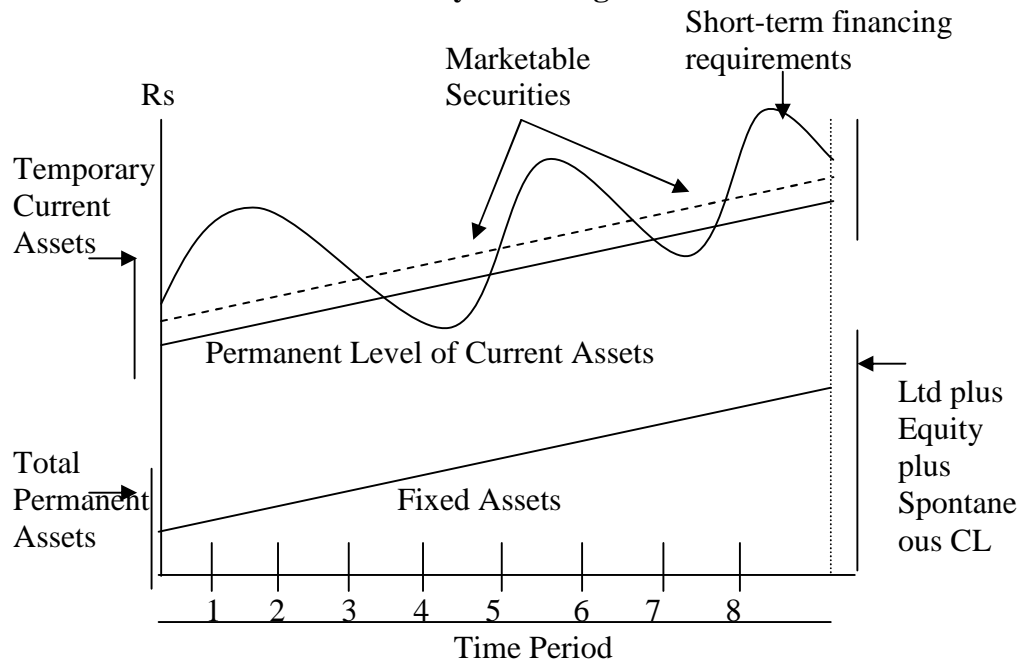 Short-term financing
requirements
Marketable
Securities
Rs
Temporary
Current
Assets
Permanent Level of Current Assets
Ltd plus
Equity
plus
Spontane
ous CL
Total
Permanent
Assets
Fixed Assets
1 2 3 4 5 6 7 8
Time Period